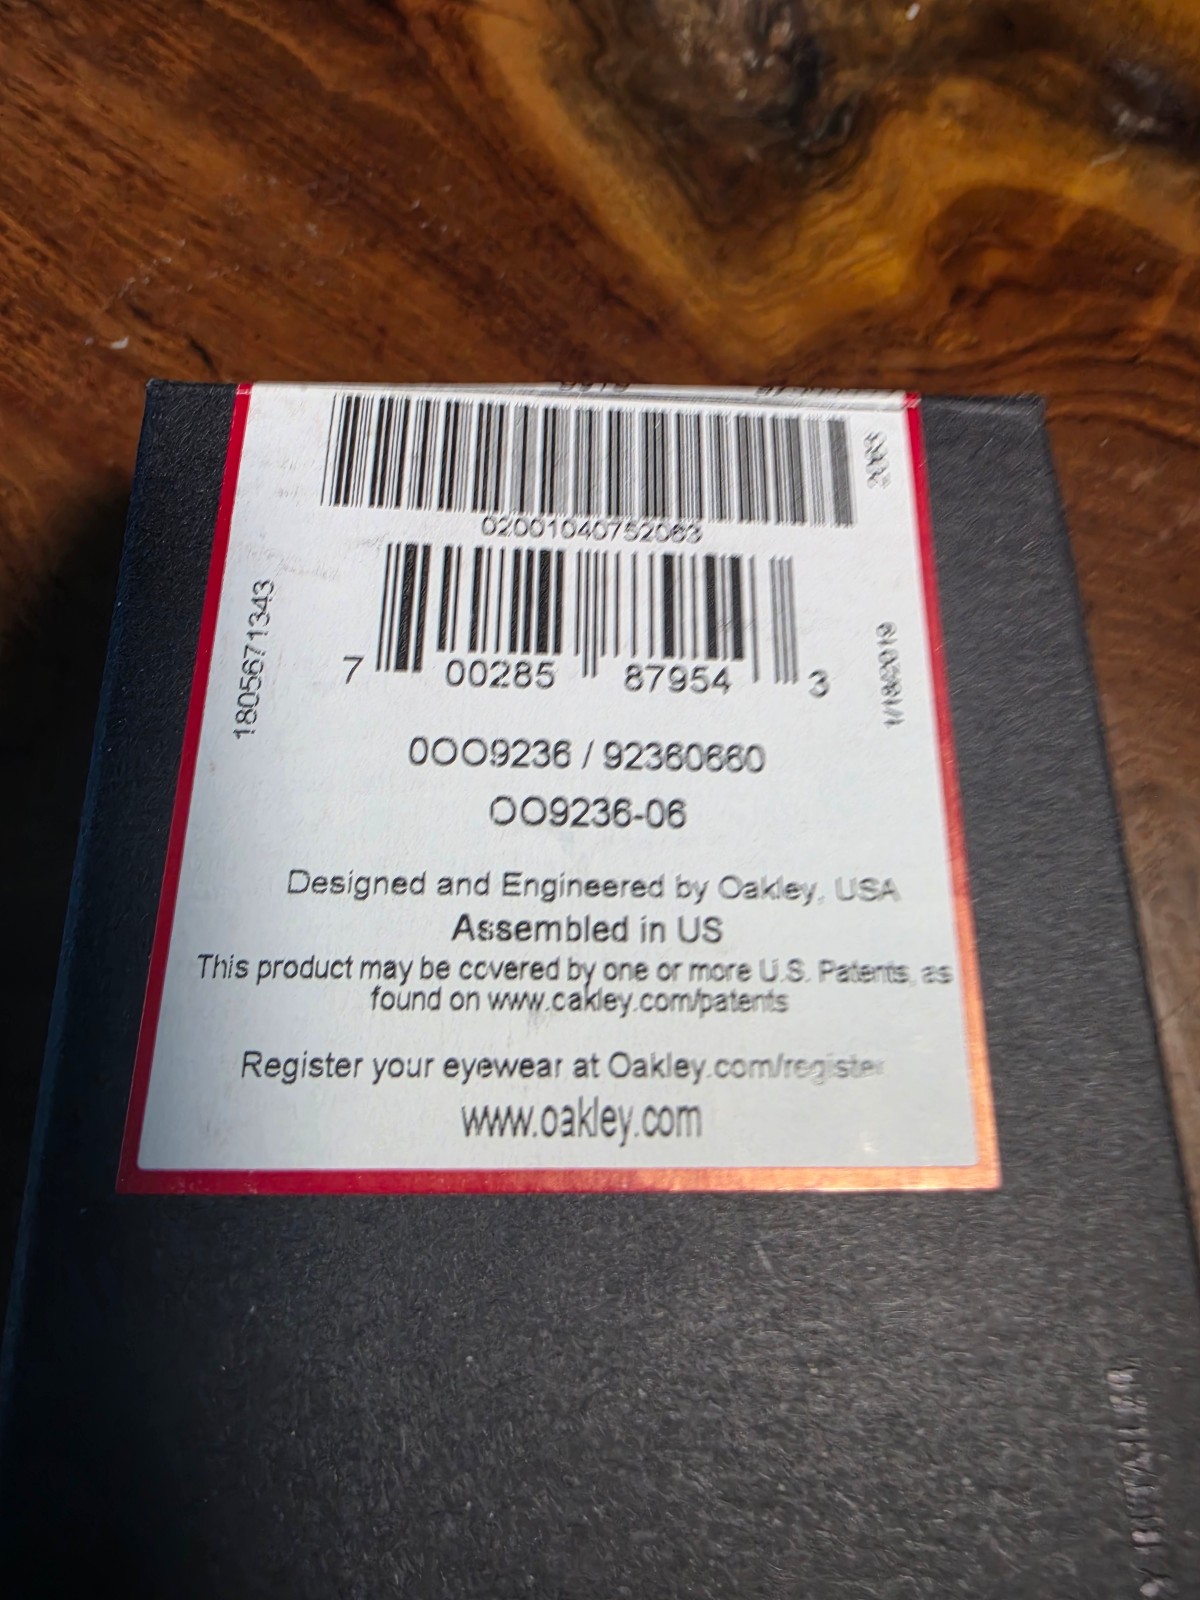 2063
02001040752063
1805671343
7 00285 87954 3
1/18/2019
0OO9236 / 92360660
OO9236-06
Designed and Engineered by Oakley, USA
Assembled in US
This product may be covered by one or more U.S. Patents, as
found on www.oakley.com/patents
Register your eyewear at Oakley.com/register
www.oakley.com